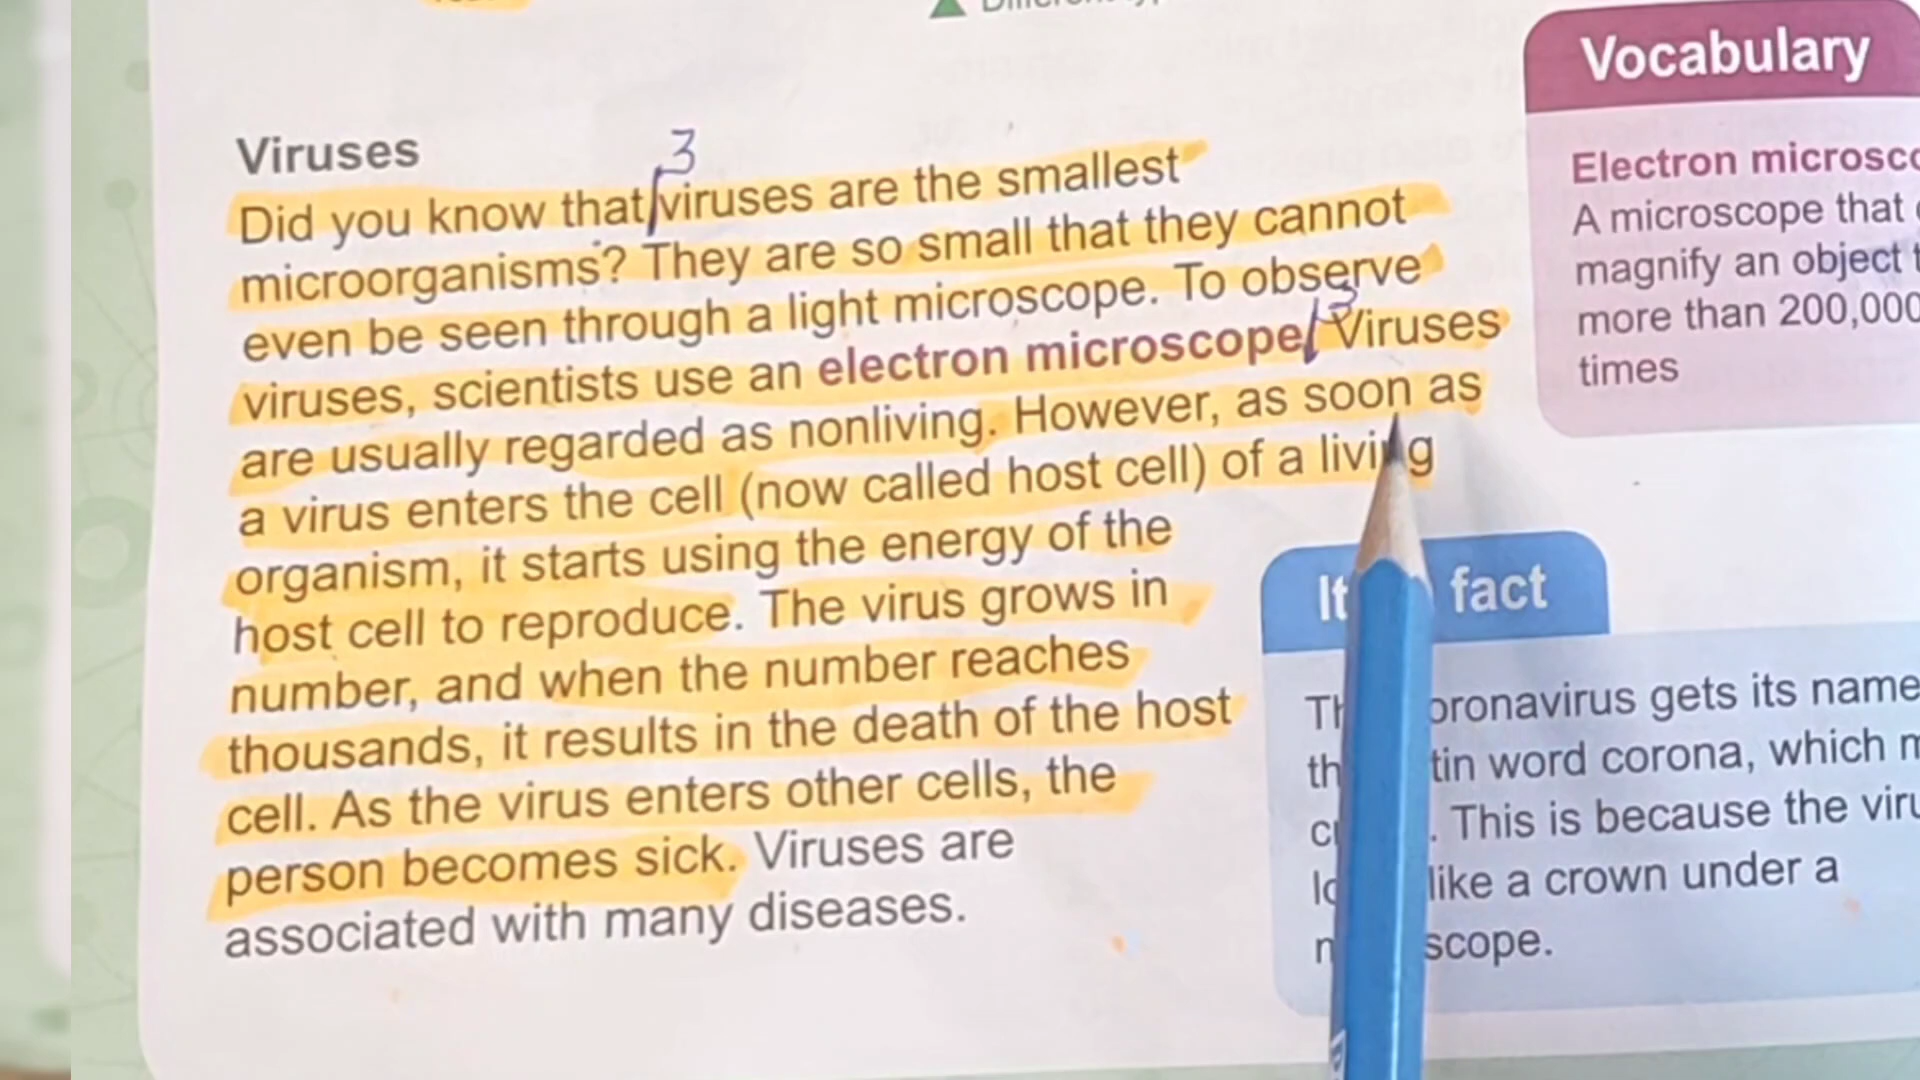 Viruses
3
Did you know that viruses are the smallest
microorganisms? They are so small that they cannot
even be seen through a light microscope. To observe
13
viruses, scientists use an electron microscope. Viruses
are usually regarded as nonliving. However, as soon as
a virus enters the cell (now called host cell) of a living
organism, it starts using the energy of the
host cell to reproduce. The virus grows in
number, and when the number reaches
thousands, it results in the death of the host
cell. As the virus enters other cells, the
person becomes sick. Viruses are
associated with many diseases.
Vocabulary
Electron
A microscope that
magnify an object
more than 200,000
times
fact
gets its name
word corona, which
. This is because the
like a crown under a